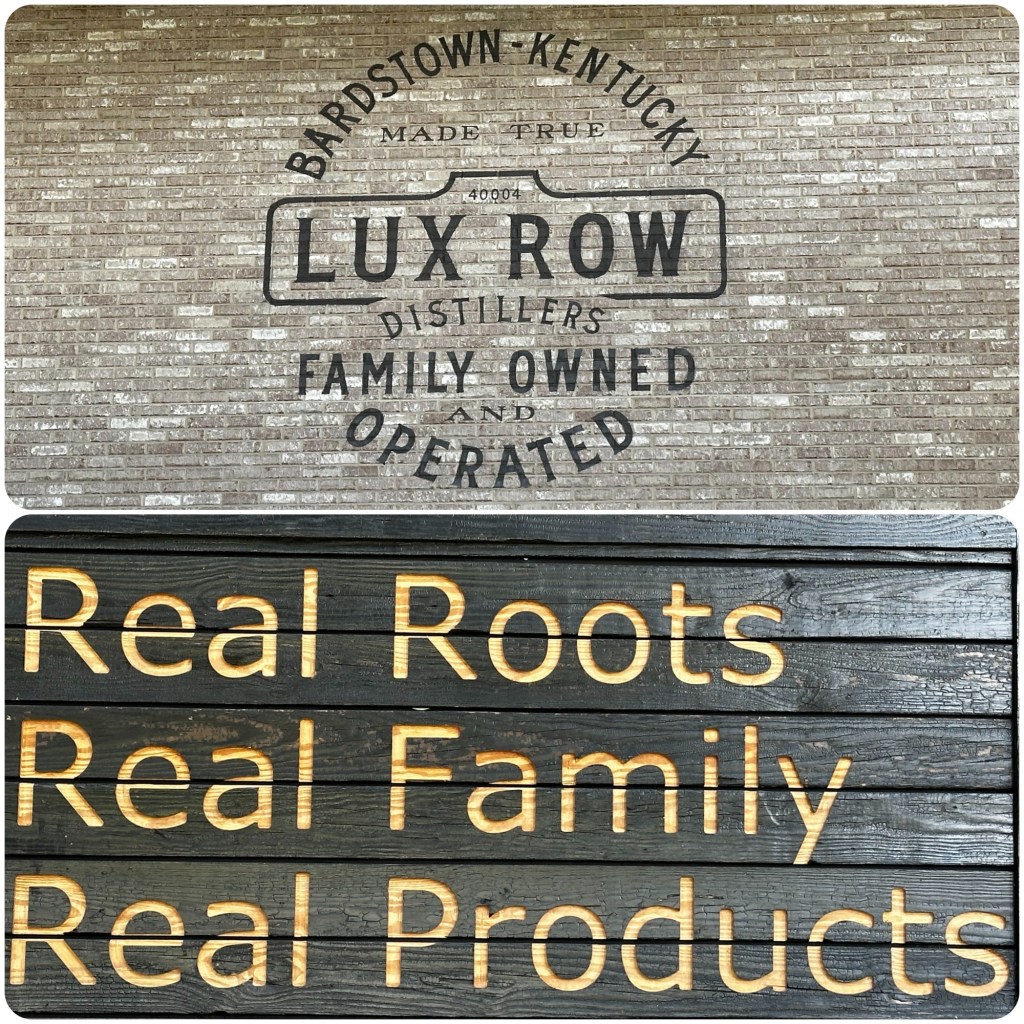 BARDSTOWN-KENTUCKY
MADE TRUE
40004
LUX ROW
DISTILLERS
FAMILY OWNED
AND
OPERATED
Real Roots
Real Family
Real Products